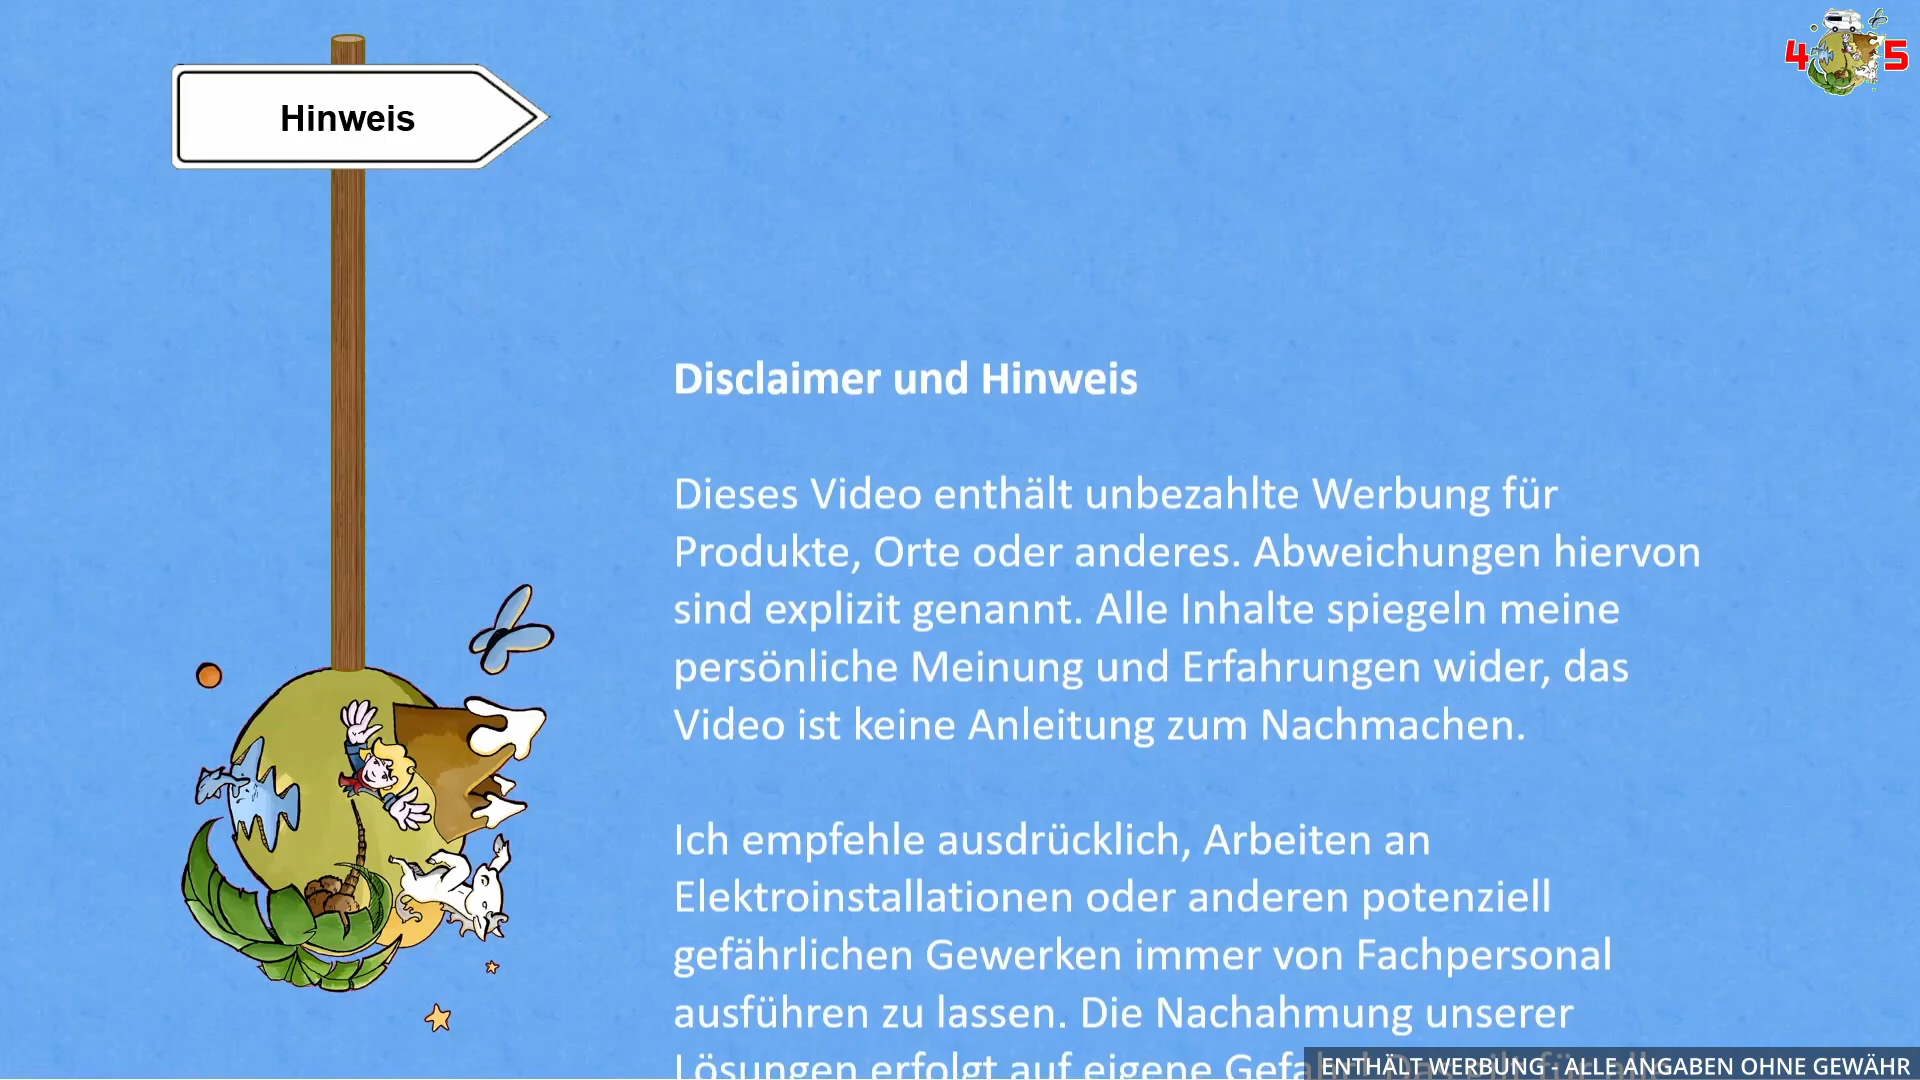 Hinweis
4 5
Disclaimer und Hinweis
Dieses Video enthält unbezahlte Werbung für
Produkte, Orte oder anderes. Abweichungen hiervon
sind explizit genannt. Alle Inhalte spiegeln meine
persönliche Meinung und Erfahrungen wider, das
Video ist keine Anleitung zum Nachmachen.
Ich empfehle ausdrücklich, Arbeiten an
Elektroinstallationen oder anderen potenziell
gefährlichen Gewerken immer von Fachpersonal
ausführen zu lassen. Die Nachahmung unserer
Lösungen erfolgt auf eigene
ENTHÄLT WERBUNG - ALLE ANGABEN OHNE GEWÄHR